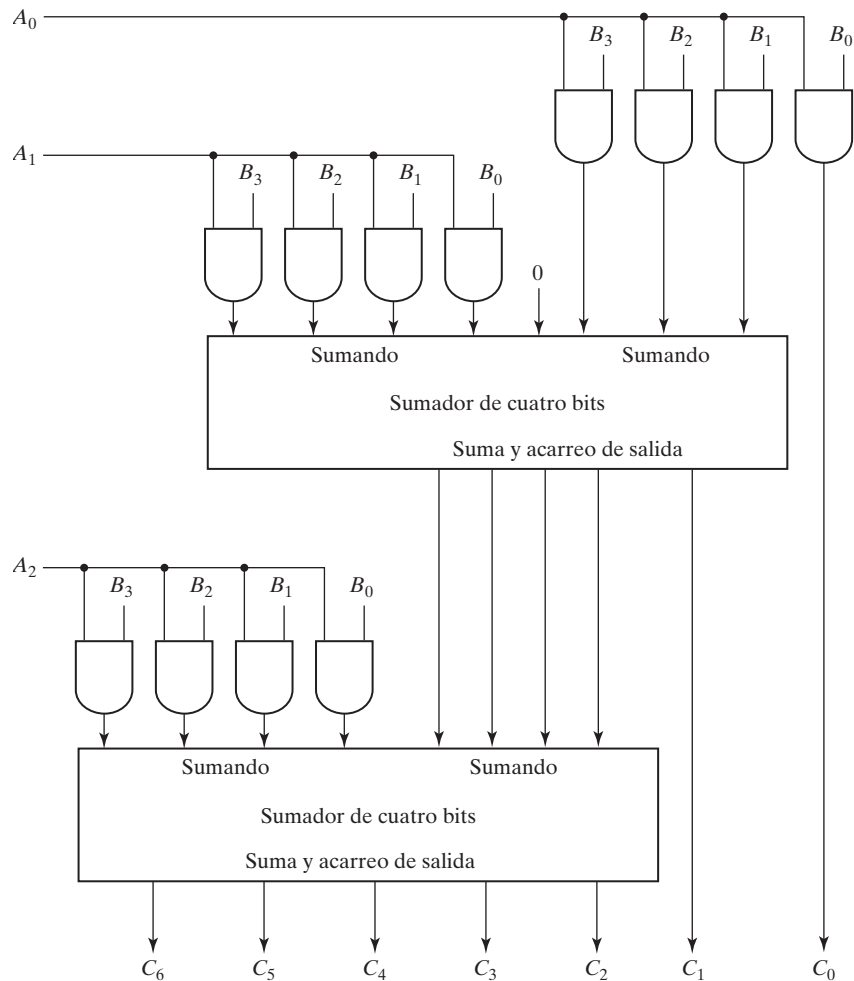 A₀
B₃ B₂ B₁ B₀
A₁
B₃ B₂ B₁ B₀
0
Sumando Sumando
Sumador de cuatro bits
Suma y acarreo de salida
A₂
B₃ B₂ B₁ B₀
Sumando Sumando
Sumador de cuatro bits
Suma y acarreo de salida
C₆ C₅ C₄ C₃ C₂ C₁ C₀